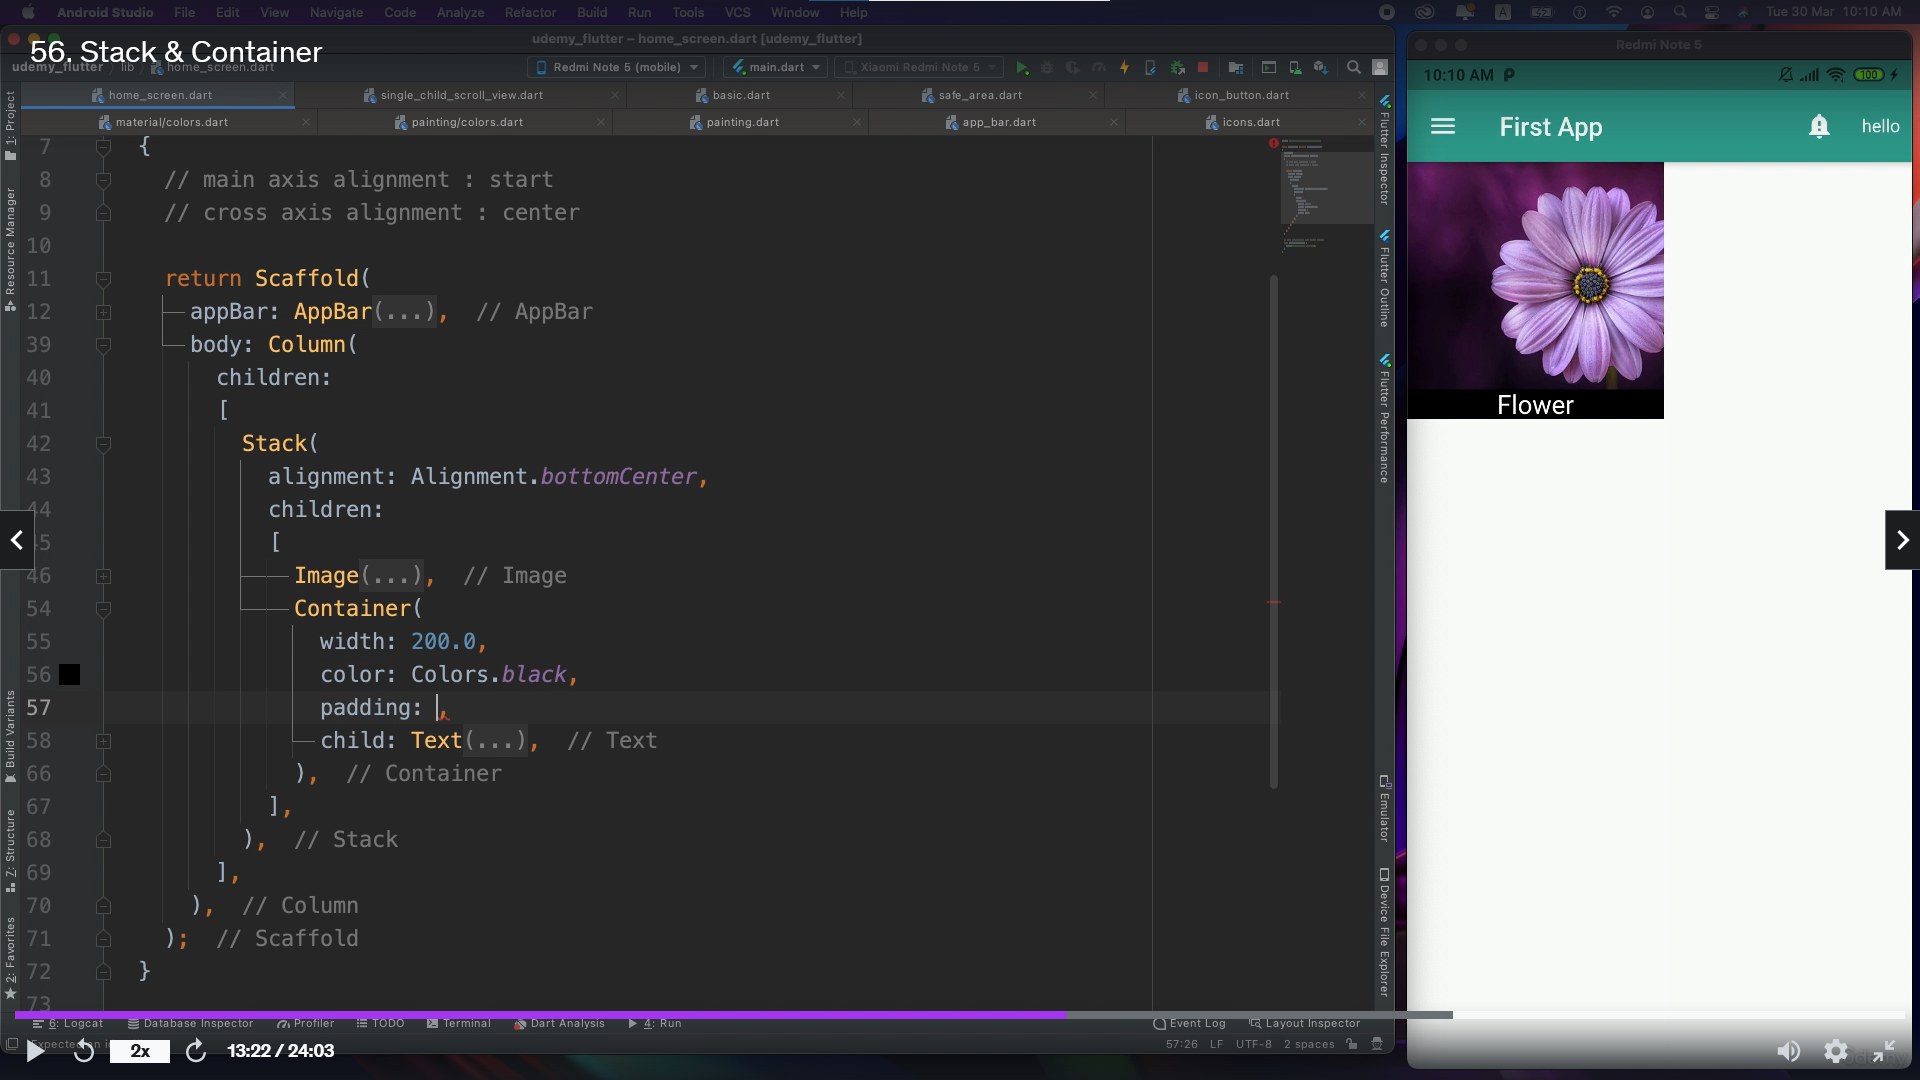 Android Studio File Edit View Navigate Code Analyze Refactor Build Run Tools VCS Window Help
Tue 30 Mar 10:10 AM
udemy_flutter – home_screen.dart [udemy_flutter]
Redmi Note 5
56. Stack & Container
udemy_flutter lib home_screen.dart
Redmi Note 5 (mobile) main.dart Xiaomi Redmi Note 5
home_screen.dart single_child_scroll_view.dart basic.dart safe_area.dart icon_button.dart
material/colors.dart painting/colors.dart painting.dart app_bar.dart icons.dart
1: Project
Resource Manager
Build Variants
7: Structure
2: Favorites
7 {
8 // main axis alignment : start
9 // cross axis alignment : center
10
11 return Scaffold(
12 appBar: AppBar(...), // AppBar
39 body: Column(
40 children:
41 [
42 Stack(
43 alignment: Alignment.bottomCenter,
44 children:
45 [
46 Image(...), // Image
54 Container(
55 width: 200.0,
56 color: Colors.black,
57 padding: ,
58 child: Text(...), // Text
66 ), // Container
67 ],
68 ), // Stack
69 ],
70 ), // Column
71 ); // Scaffold
72 }
73
Flutter Inspector
Flutter Outline
Flutter Performance
Emulator
Device File Explorer
10:10 AM
100
First App
hello
Flower
6: Logcat Database Inspector Profiler TODO Terminal Dart Analysis 4: Run Event Log Layout Inspector
57:26 LF UTF-8 2 spaces
2x 13:22 / 24:03